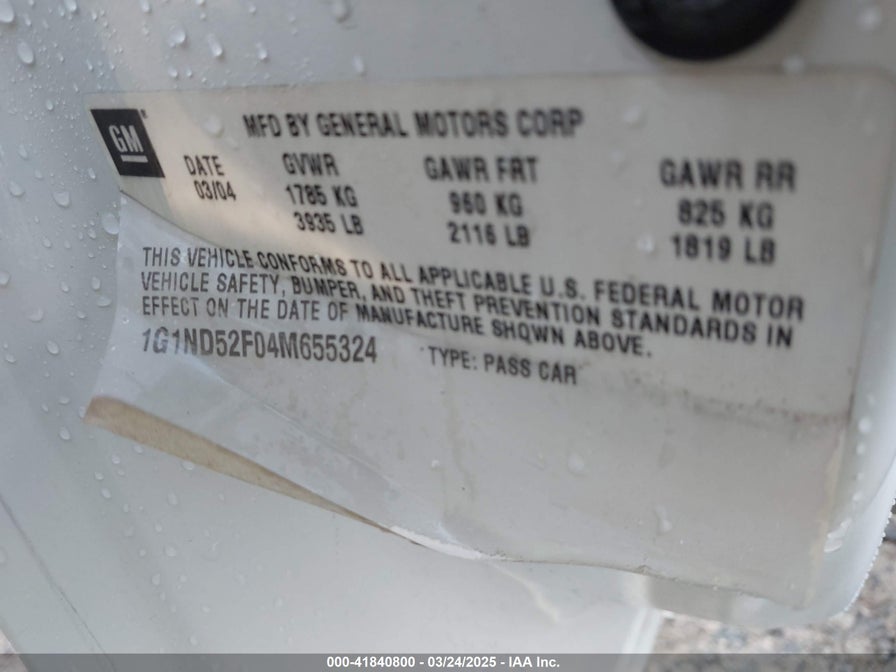 GM
MFD BY GENERAL MOTORS CORP
DATE GVWR GAWR FRT GAWR RR
03/04 1785 KG 960 KG 825 KG
3935 LB 2116 LB 1819 LB
THIS VEHICLE CONFORMS TO ALL APPLICABLE U.S. FEDERAL MOTOR
VEHICLE SAFETY, BUMPER, AND THEFT PREVENTION STANDARDS IN
EFFECT ON THE DATE OF MANUFACTURE SHOWN ABOVE.
1G1ND52F04M655324 TYPE: PASS CAR
000-41840800 - 03/24/2025 - IAA Inc.